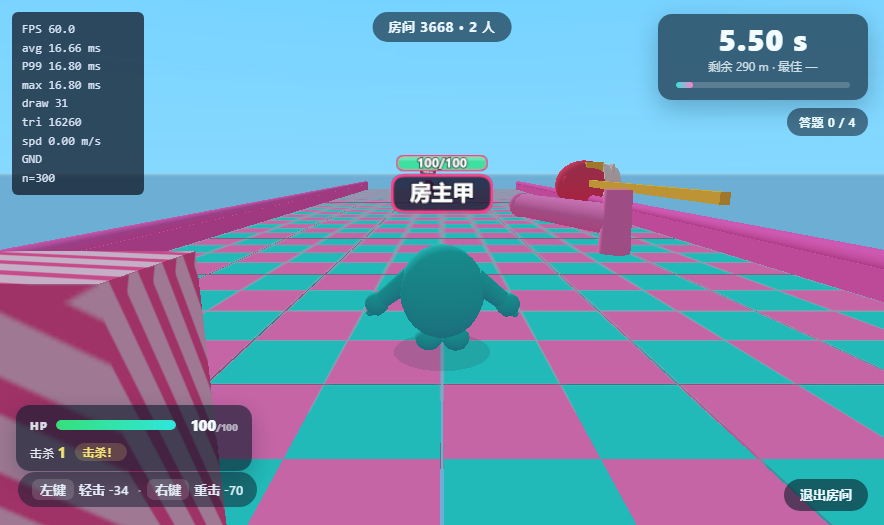 FPS 60.0
avg 16.66 ms
P99 16.80 ms
max 16.80 ms
draw 31
tri 16260
spd 0.00 m/s
GND
n=300
房间 3668 • 2 人
5.50 s
剩余 290 m · 最佳 —
答题 0 / 4
100/100
房主甲
HP 100/100
击杀 1 击杀!
左键 轻击 -34 · 右键 重击 -70
退出房间